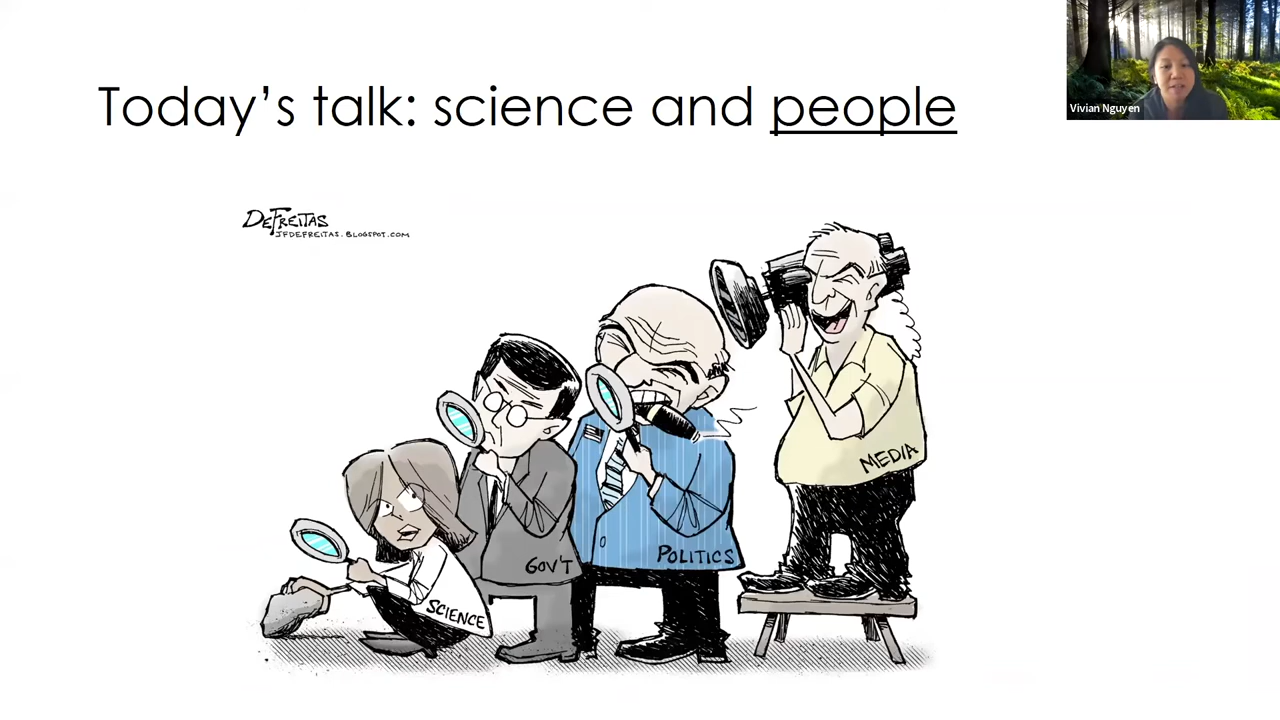 Today's talk: science and people
Vivian Nguyen
DEFREITAS
JFDEFREITAS.BLOGSPOT.COM
MEDIA
POLITICS
GOV'T
SCIENCE